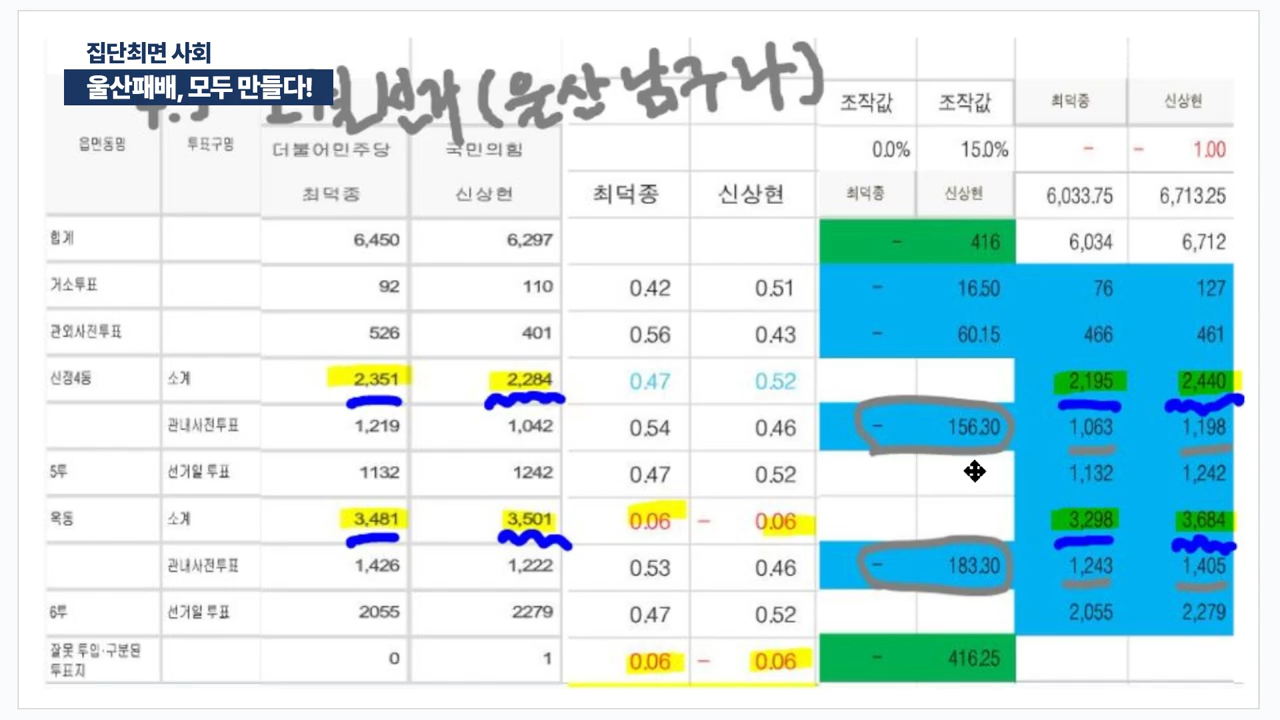 집단최면 사회
울산패배, 모두 만들다!
(울산 남구 나)
조작값 조작값 최덕종 신상현
읍면동명 투표구명 더불어민주당 국민의힘 0.0% 15.0% - - 1.00
최덕종 신상현 최덕종 신상현 최덕종 신상현 6,033.75 6,713.25
합계 6,450 6,297 - 416 6,034 6,712
거소투표 92 110 0.42 0.51 - 16.50 76 127
관외사전투표 526 401 0.56 0.43 - 60.15 466 461
신정4동 소계 2,351 2,284 0.47 0.52 2,195 2,440
관내사전투표 1,219 1,042 0.54 0.46 - 156.30 1,063 1,198
5투 선거일 투표 1132 1242 0.47 0.52 1,132 1,242
옥동 소계 3,481 3,501 0.06 - 0.06 3,298 3,684
관내사전투표 1,426 1,222 0.53 0.46 - 183.30 1,243 1,405
6투 선거일 투표 2055 2279 0.47 0.52 2,055 2,279
잘못 투입·구분된
투표지 0 1 0.06 - 0.06 - 416.25